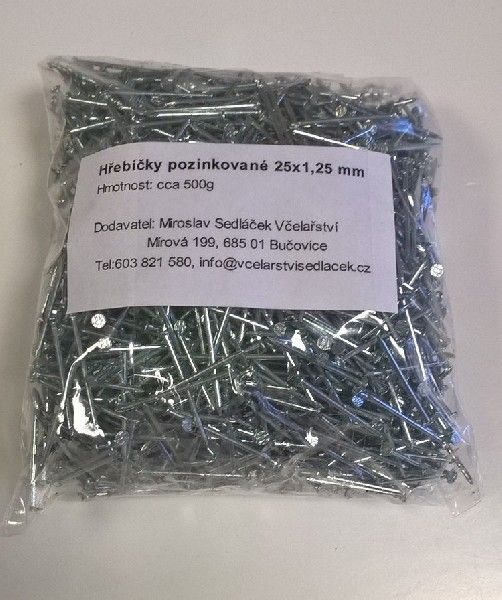 Hřebíčky pozinkované 25x1,25 mm
Hmotnost: cca 500g
Dodavatel: Miroslav Sedláček Včelařství
Mírová 199, 685 01 Bučovice
Tel:603 821 580, info@vcelarstvisedlacek.cz